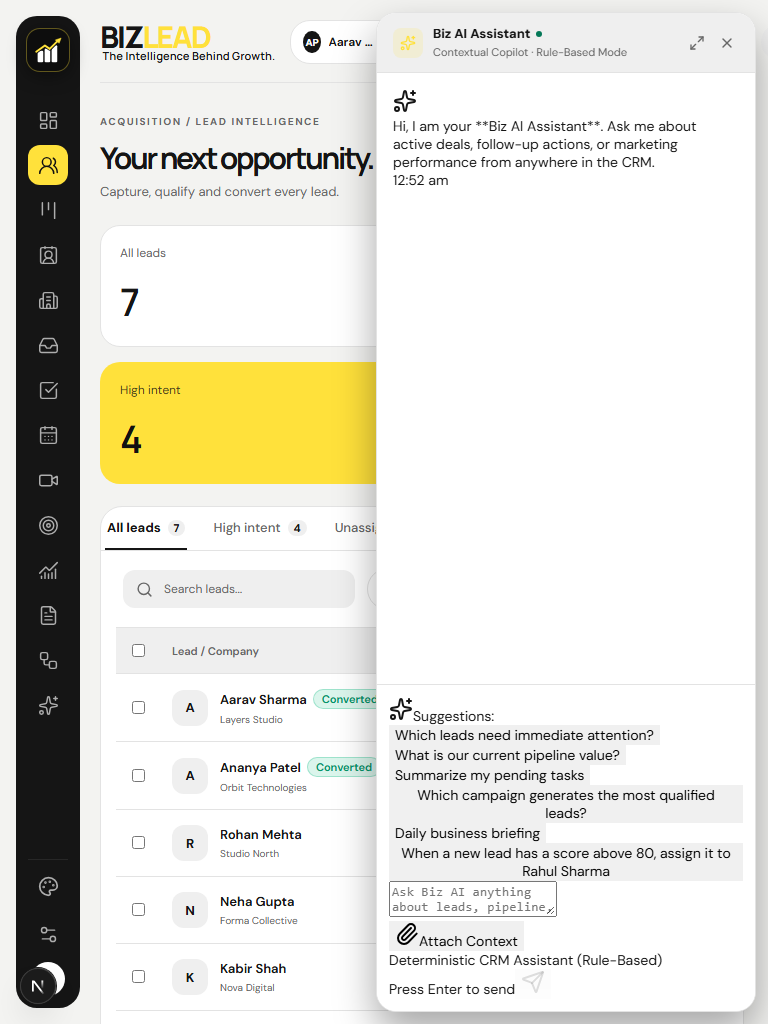 BIZLEAD
The Intelligence Behind Growth.
AP Aarav ...
ACQUISITION / LEAD INTELLIGENCE
Your next opportunity.
Capture, qualify and convert every lead.
All leads
7
High intent
4
All leads 7 High intent 4 Unassi
Search leads...
Lead / Company
A Aarav Sharma Converted
Layers Studio
A Ananya Patel Converted
Orbit Technologies
R Rohan Mehta
Studio North
N Neha Gupta
Forma Collective
K Kabir Shah
Nova Digital
N
Biz AI Assistant
Contextual Copilot · Rule-Based Mode
Hi, I am your **Biz AI Assistant**. Ask me about
active deals, follow-up actions, or marketing
performance from anywhere in the CRM.
12:52 am
Suggestions:
Which leads need immediate attention?
What is our current pipeline value?
Summarize my pending tasks
Which campaign generates the most qualified
leads?
Daily business briefing
When a new lead has a score above 80, assign it to
Rahul Sharma
Ask Biz AI anything
about leads, pipeline,
Attach Context
Deterministic CRM Assistant (Rule-Based)
Press Enter to send